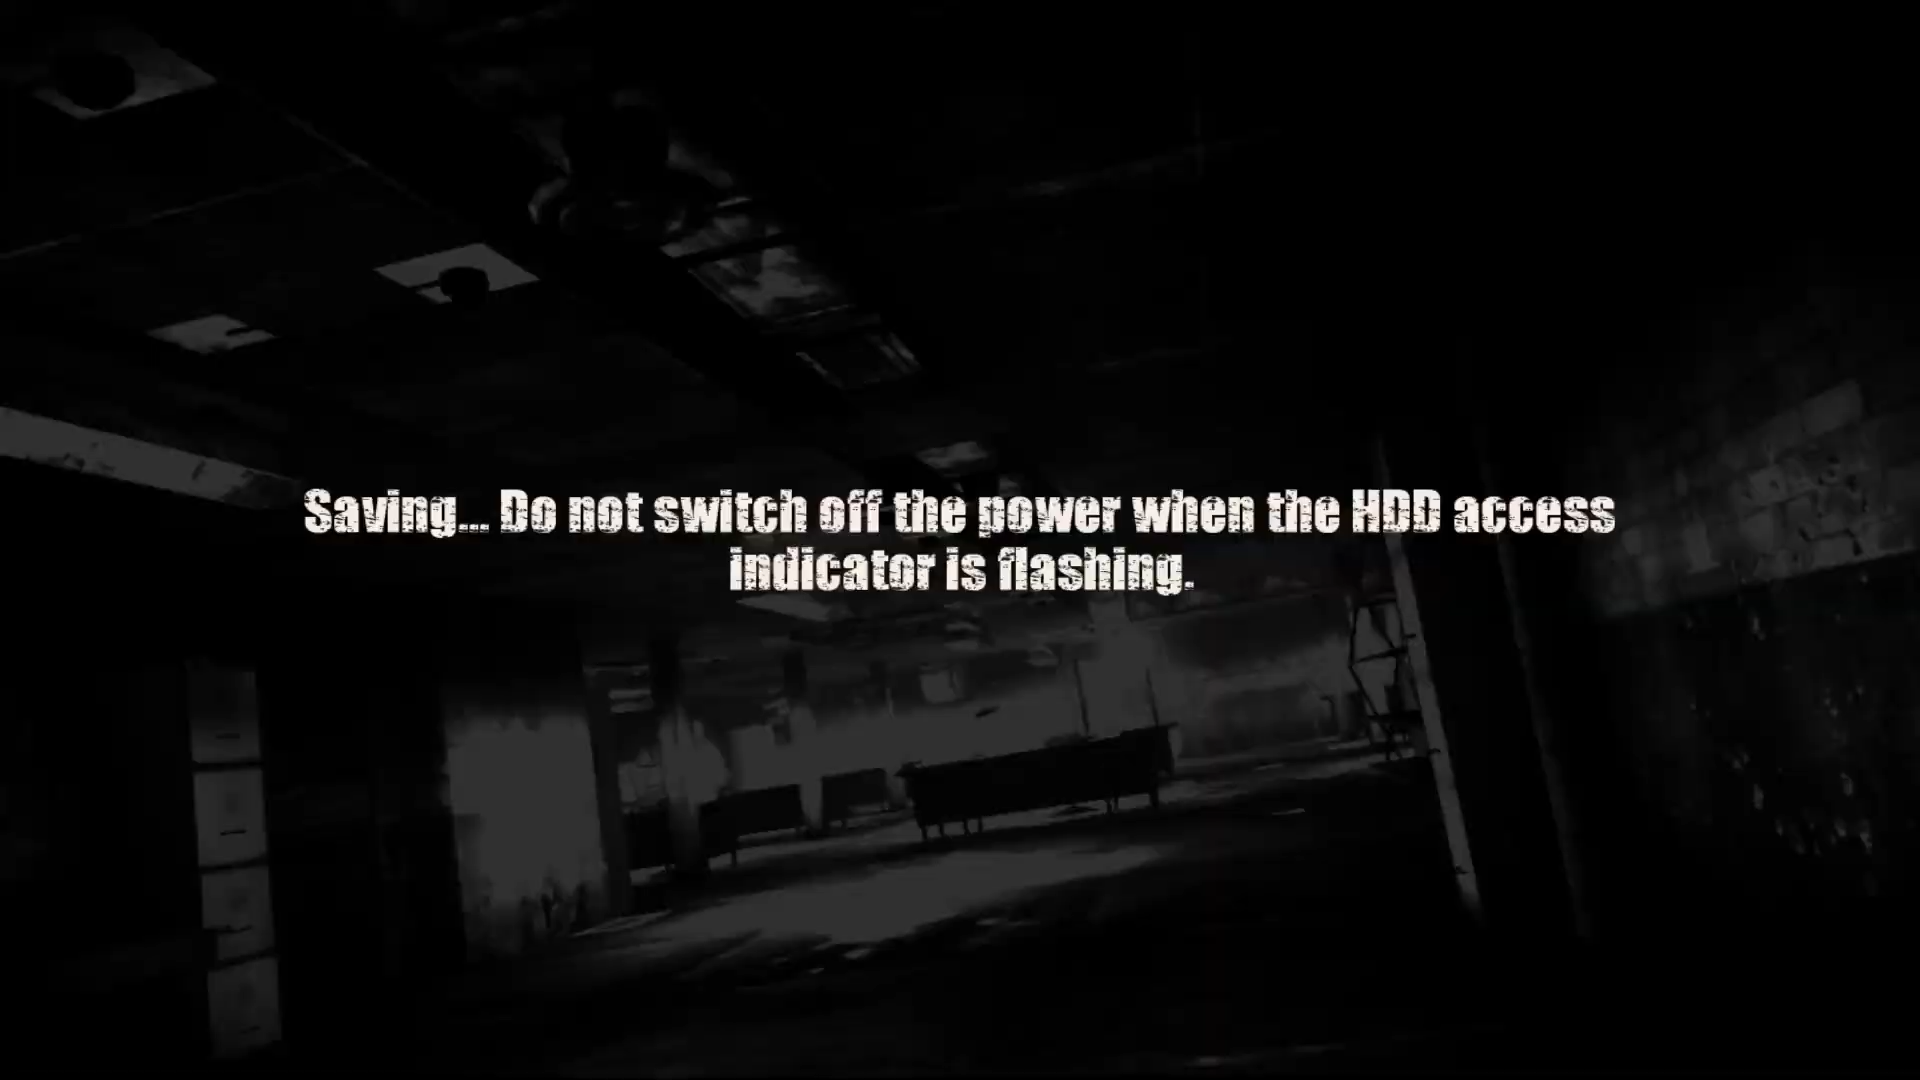 Saving... Do not switch off the power when the HDD access
indicator is flashing.